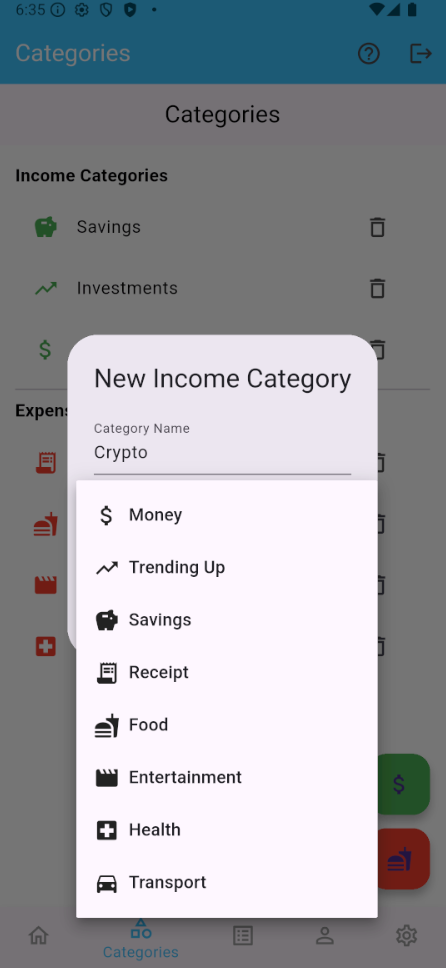 6:35
Categories
Categories
Income Categories
Savings
Investments
New Income Category
Expens
Category Name
Crypto
Money
Trending Up
Savings
Receipt
Food
Entertainment
Health
Transport
Categories